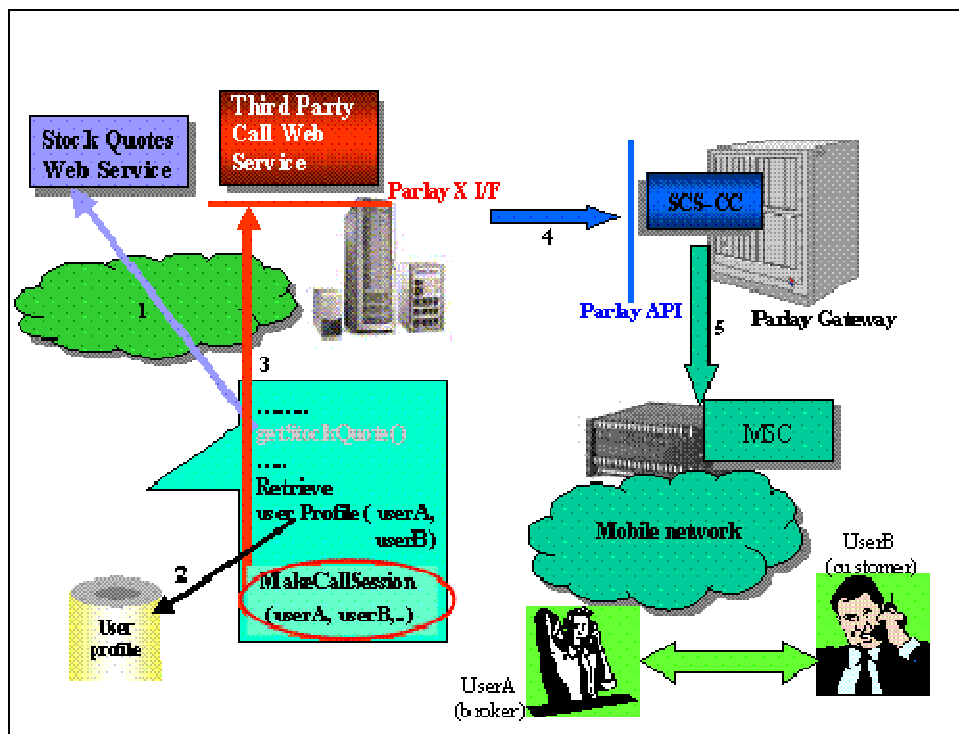 Stock Quotes
Web Service
Third Party
Call Web
Service
Parlay X I/F
SCS-CC
4
Parlay API
Parlay Gateway
1
3
5
........
getStockQuote()
.....
Retrieve
user Profile ( userA,
userB)
MakeCallSession
(userA, userB,..)
2
User
profile
MSC
Mobile network
UserB
(customer)
UserA
(broker)